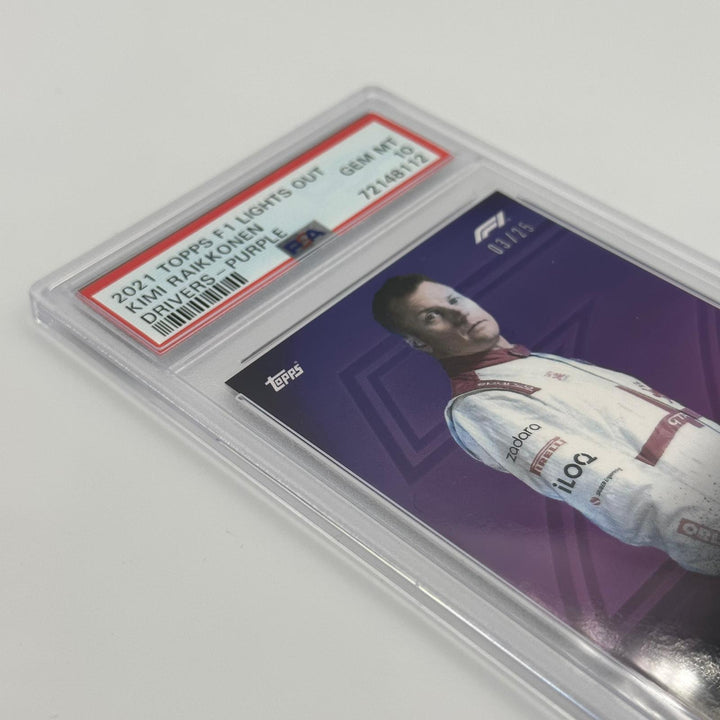 2021 TOPPS F1 LIGHTS OUT
KIMI RAIKKONEN
DRIVERS-PURPLE
GEM MT
10
72148112
PSA
F1
03/25
topps
zadara
PIRELLI
iLOQ